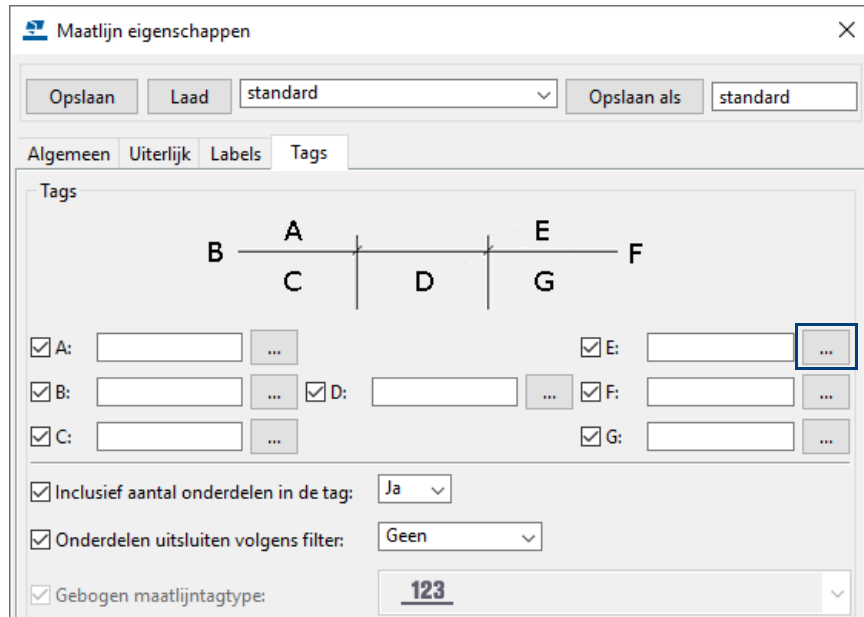 Maatlijn eigenschappen
Opslaan Laad standard Opslaan als standard
Algemeen Uiterlijk Labels Tags
Tags
A E
B F
C D G
A: ... E: ...
B: ... D: ... F: ...
C: ... G: ...
Inclusief aantal onderdelen in de tag: Ja
Onderdelen uitsluiten volgens filter: Geen
Gebogen maatlijntagtype: 123